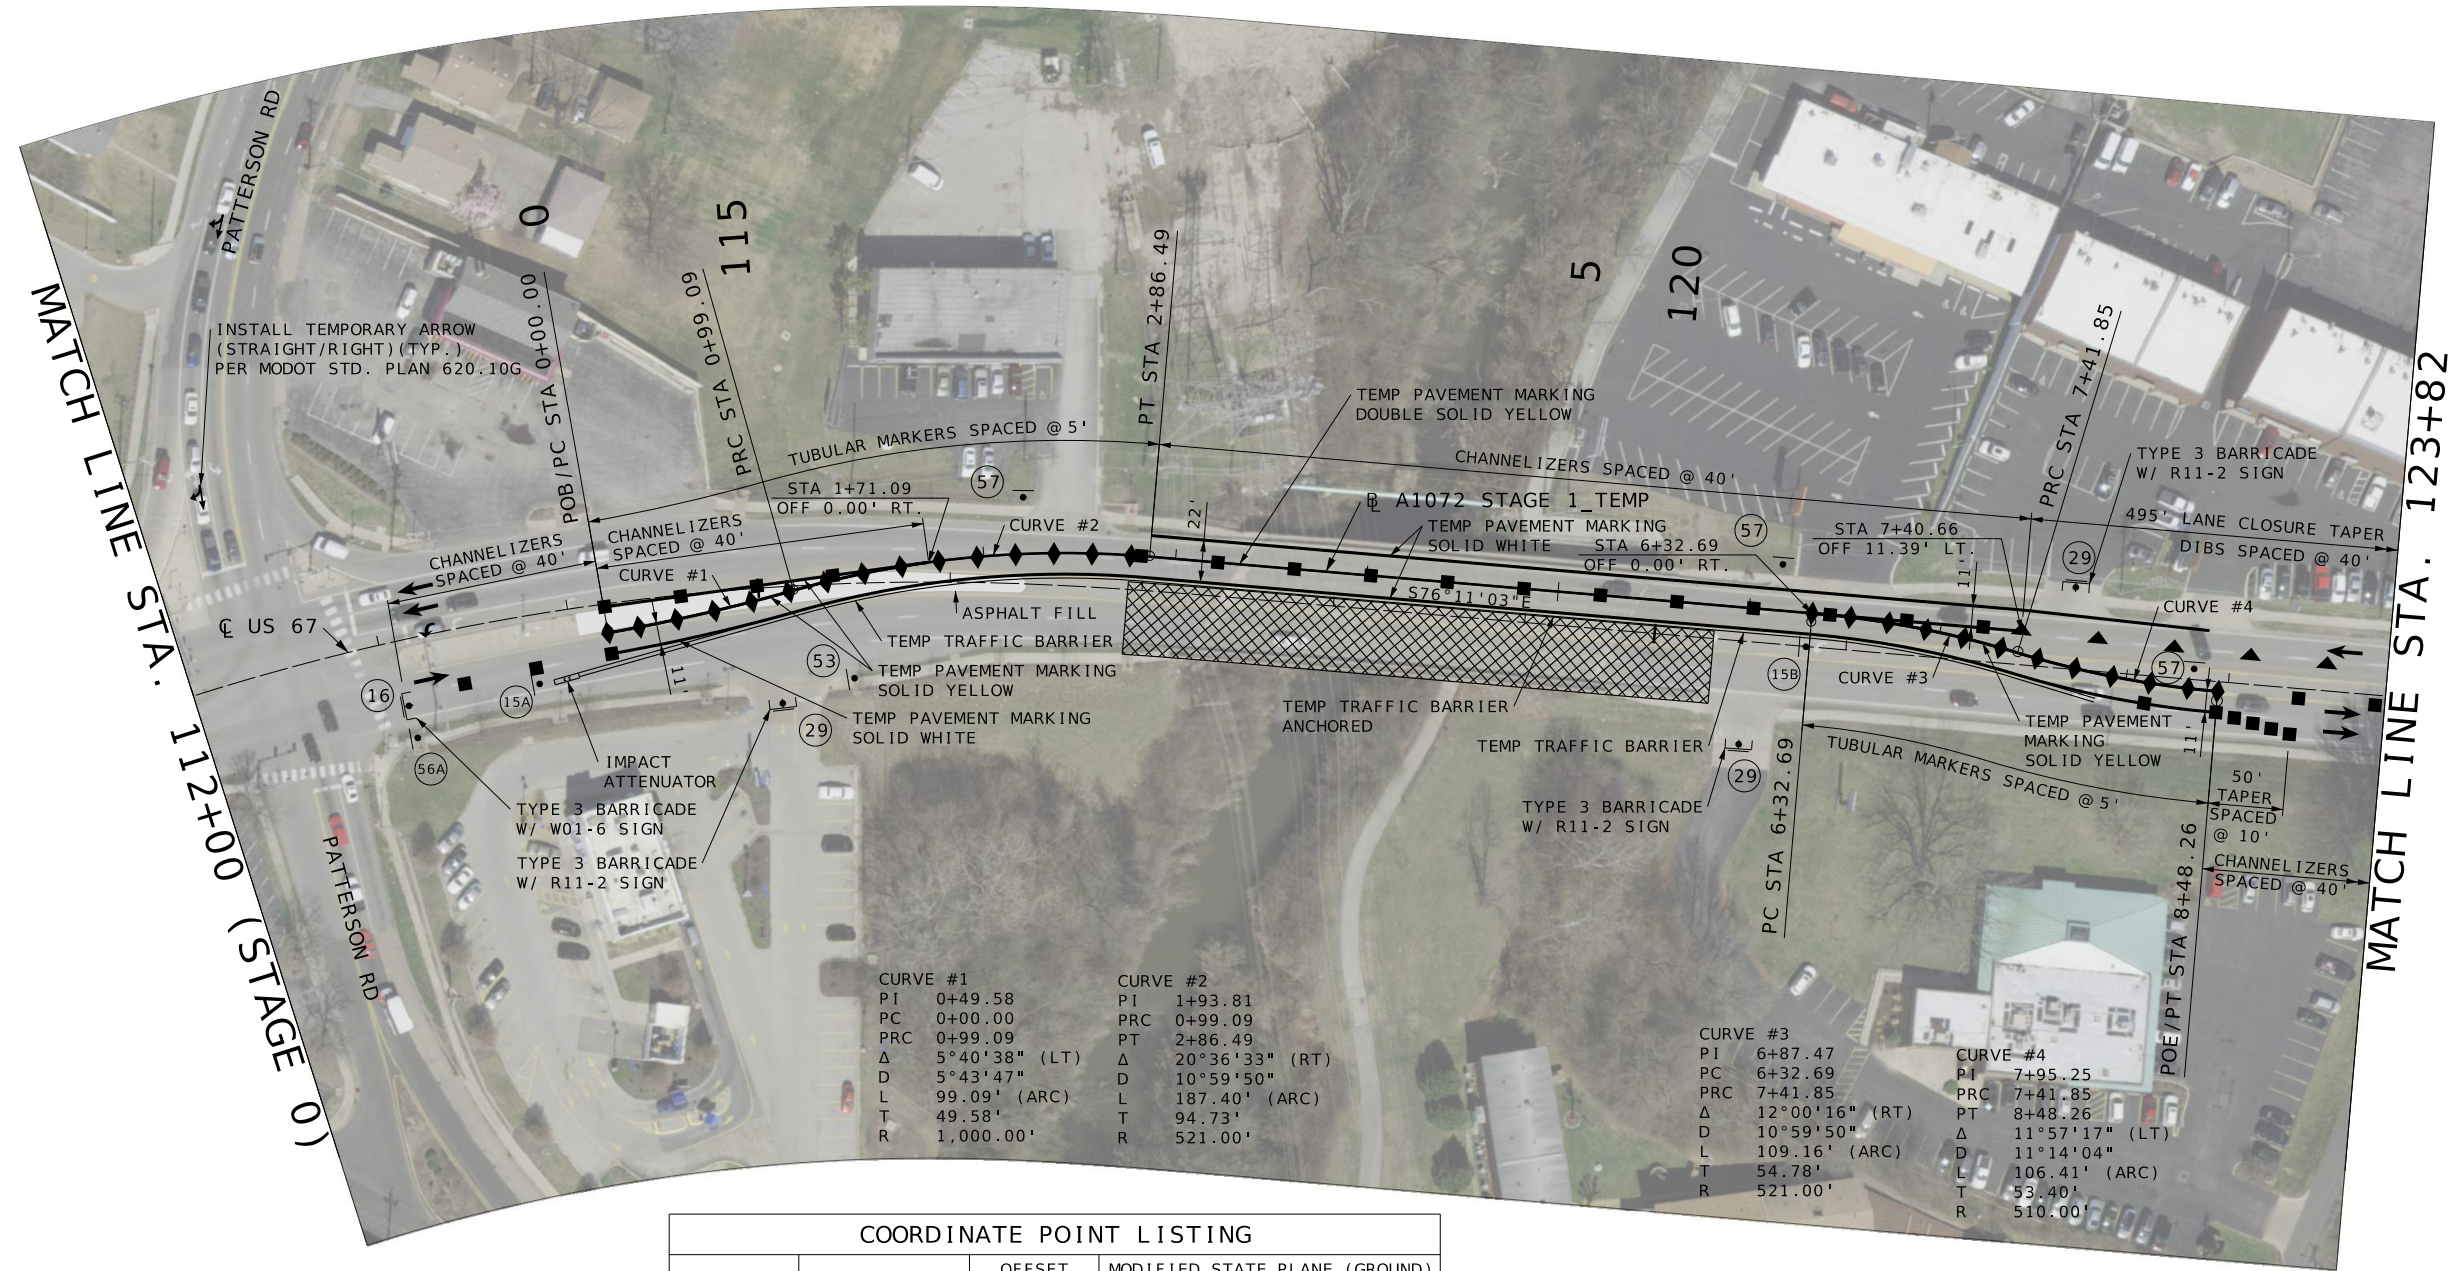 MATCH LINE STA. 112+00 (STAGE 0)
PATTERSON RD
INSTALL TEMPORARY ARROW
(STRAIGHT/RIGHT)(TYP.)
PER MODOT STD. PLAN 620.10G
℄ US 67
0
POB/PC STA 0+00.00
115
PRC STA 0+99.09
PT STA 2+86.49
5
120
PRC STA 7+41.85
MATCH LINE STA. 123+82
TUBULAR MARKERS SPACED @ 5'
STA 1+71.09
OFF 0.00' RT.
57
CHANNELIZERS
SPACED @ 40'
CHANNELIZERS
SPACED @ 40'
CURVE #1
CURVE #2
22'
TEMP PAVEMENT MARKING
DOUBLE SOLID YELLOW
CHANNELIZERS SPACED @ 40'
BL A1072 STAGE 1_TEMP
TEMP PAVEMENT MARKING
SOLID WHITE
STA 6+32.69
OFF 0.00' RT.
57
STA 7+40.66
OFF 11.39' LT.
11'
TYPE 3 BARRICADE
W/ R11-2 SIGN
29
495' LANE CLOSURE TAPER
DIBS SPACED @ 40'
S76°11'03"E
ASPHALT FILL
TEMP TRAFFIC BARRIER
53
TEMP PAVEMENT MARKING
SOLID YELLOW
TEMP PAVEMENT MARKING
SOLID WHITE
11'
16
15A
56A
29
IMPACT
ATTENUATOR
TYPE 3 BARRICADE
W/ W01-6 SIGN
TYPE 3 BARRICADE
W/ R11-2 SIGN
PATTERSON RD
TEMP TRAFFIC BARRIER
ANCHORED
TEMP TRAFFIC BARRIER
29
TYPE 3 BARRICADE
W/ R11-2 SIGN
15B
CURVE #3
CURVE #4
57
TEMP PAVEMENT
MARKING
SOLID YELLOW
TUBULAR MARKERS SPACED @ 5'
11'
50'
TAPER
SPACED
@ 10'
CHANNELIZERS
SPACED @ 40'
PC STA 6+32.69
POE/PT STA 8+48.26
CURVE #1
PI 0+49.58
PC 0+00.00
PRC 0+99.09
Δ 5°40'38" (LT)
D 5°43'47"
L 99.09' (ARC)
T 49.58'
R 1,000.00'
CURVE #2
PI 1+93.81
PRC 0+99.09
PT 2+86.49
Δ 20°36'33" (RT)
D 10°59'50"
L 187.40' (ARC)
T 94.73'
R 521.00'
CURVE #3
PI 6+87.47
PC 6+32.69
PRC 7+41.85
Δ 12°00'16" (RT)
D 10°59'50"
L 109.16' (ARC)
T 54.78'
R 521.00'
CURVE #4
PI 7+95.25
PRC 7+41.85
PT 8+48.26
Δ 11°57'17" (LT)
D 11°14'04"
L 106.41' (ARC)
T 53.40'
R 510.00'
COORDINATE POINT LISTING
OFFSET
MODIFIED STATE PLANE (GROUND)